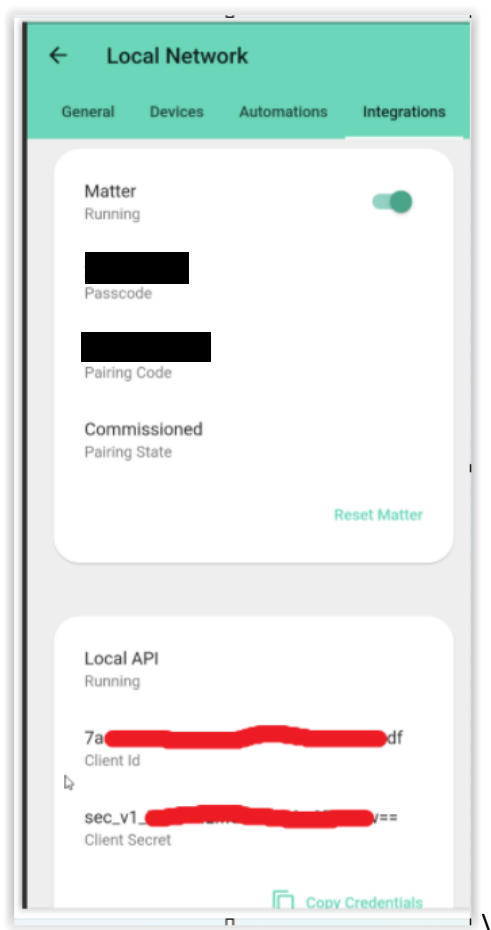 Local Network
General Devices Automations Integrations
Matter
Running
Passcode
Pairing Code
Commissioned
Pairing State
Reset Matter
Local API
Running
7a df
Client Id
sec_v1_ ==
Client Secret
Copy Credentials
\